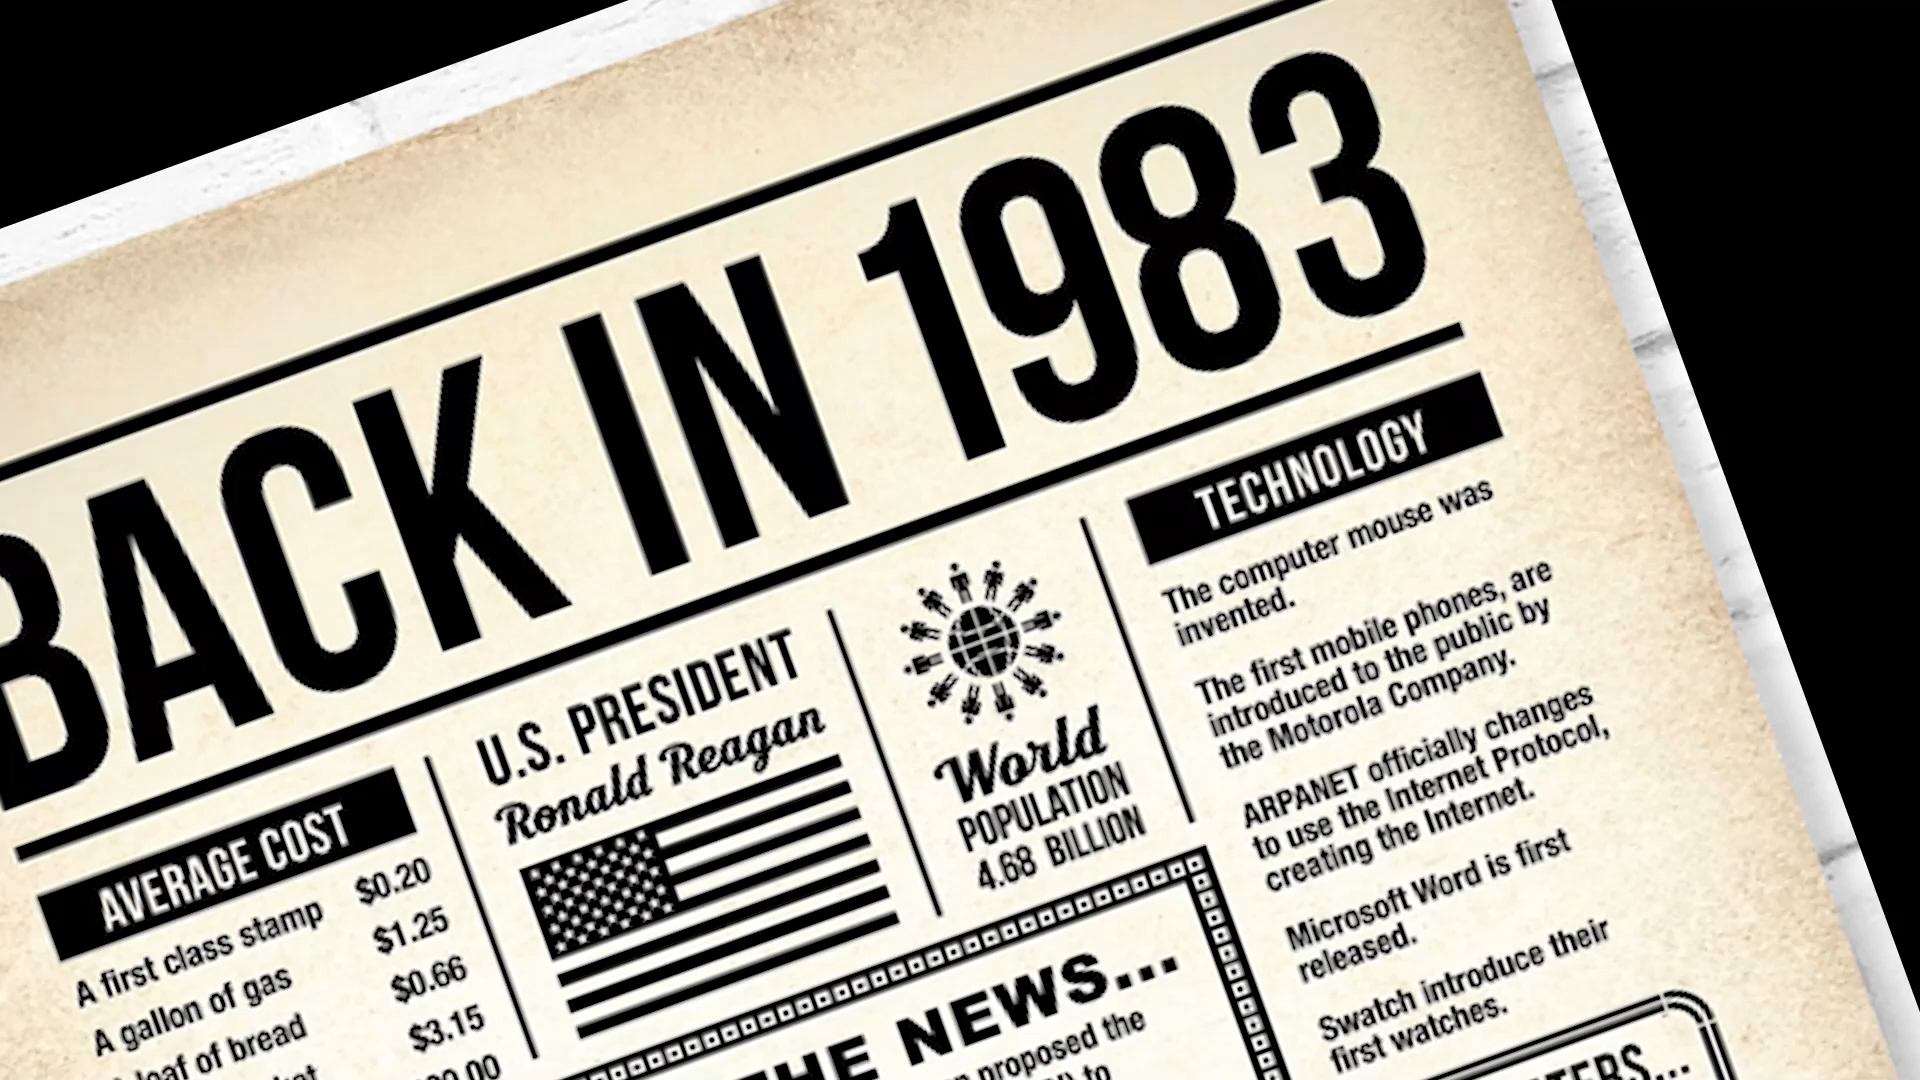 BACK IN 1983
AVERAGE COST
A first class stamp $0.20
A gallon of gas $1.25
loaf of bread $0.66
$3.15
U.S. PRESIDENT
Ronald Reagan
World
POPULATION
4.68 BILLION
THE NEWS...
proposed the
to
TECHNOLOGY
The computer mouse was
invented.
The first mobile phones, are
introduced to the public by
the Motorola Company.
ARPANET officially changes
to use the Internet Protocol,
creating the Internet.
Microsoft Word is first
released.
Swatch introduce their
first watches.